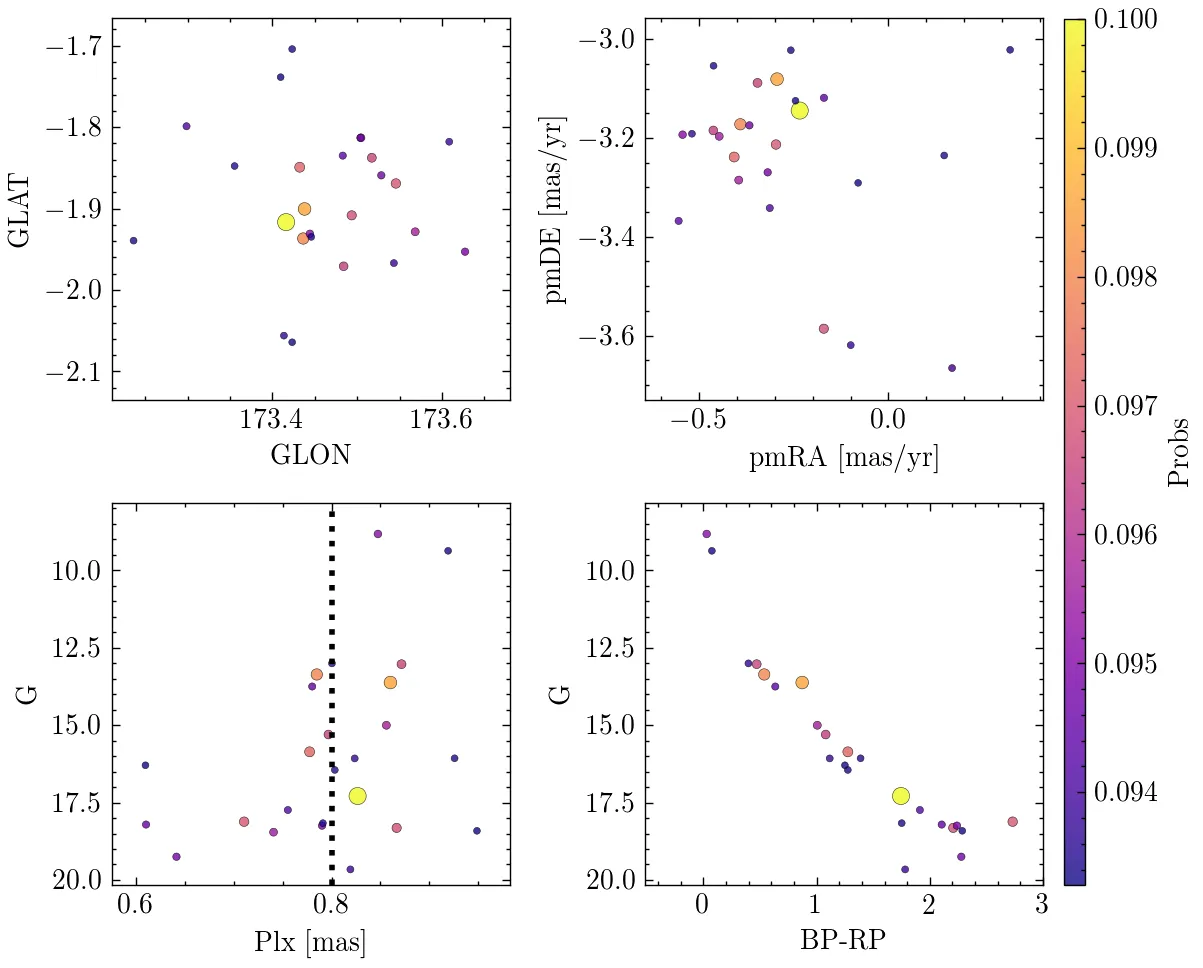 −1.7
−1.8
−1.9
−2.0
−2.1
GLAT
173.4 173.6
GLON
−3.0
−3.2
−3.4
−3.6
pmDE [mas/yr]
−0.5 0.0
pmRA [mas/yr]
10.0
12.5
15.0
17.5
20.0
G
0.6 0.8
Plx [mas]
10.0
12.5
15.0
17.5
20.0
G
0 1 2 3
BP-RP
0.100
0.099
0.098
0.097
0.096
0.095
0.094
Probs